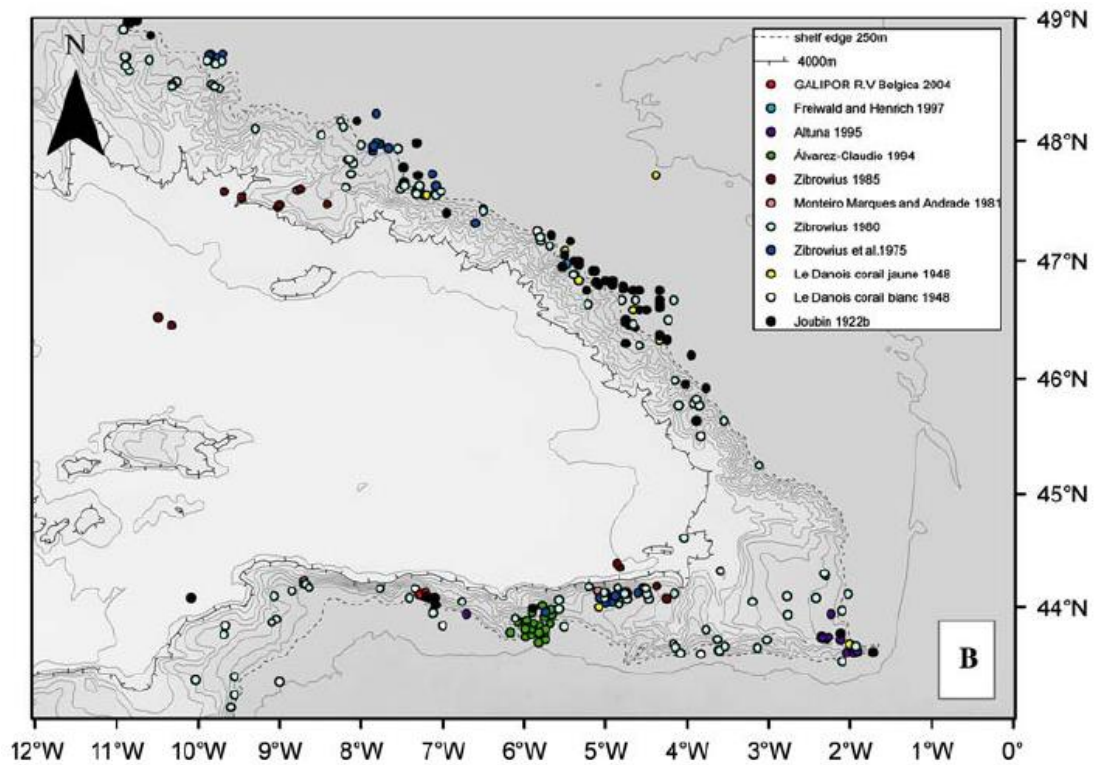 49°N
N
shelf edge 250m
4000m
GALIPOR R.V Belgica 2004
Freiwald and Henrich 1997
Altuna 1995
Álvarez-Claudio 1994
Zibrowius 1985
Monteiro Marques and Andrade 1981
Zibrowius 1980
Zibrowius et al.1975
Le Danois corail jaune 1948
Le Danois corail blanc 1948
Joubin 1922b
48°N
47°N
46°N
45°N
44°N
B
12°W 11°W 10°W 9°W 8°W 7°W 6°W 5°W 4°W 3°W 2°W 1°W 0°